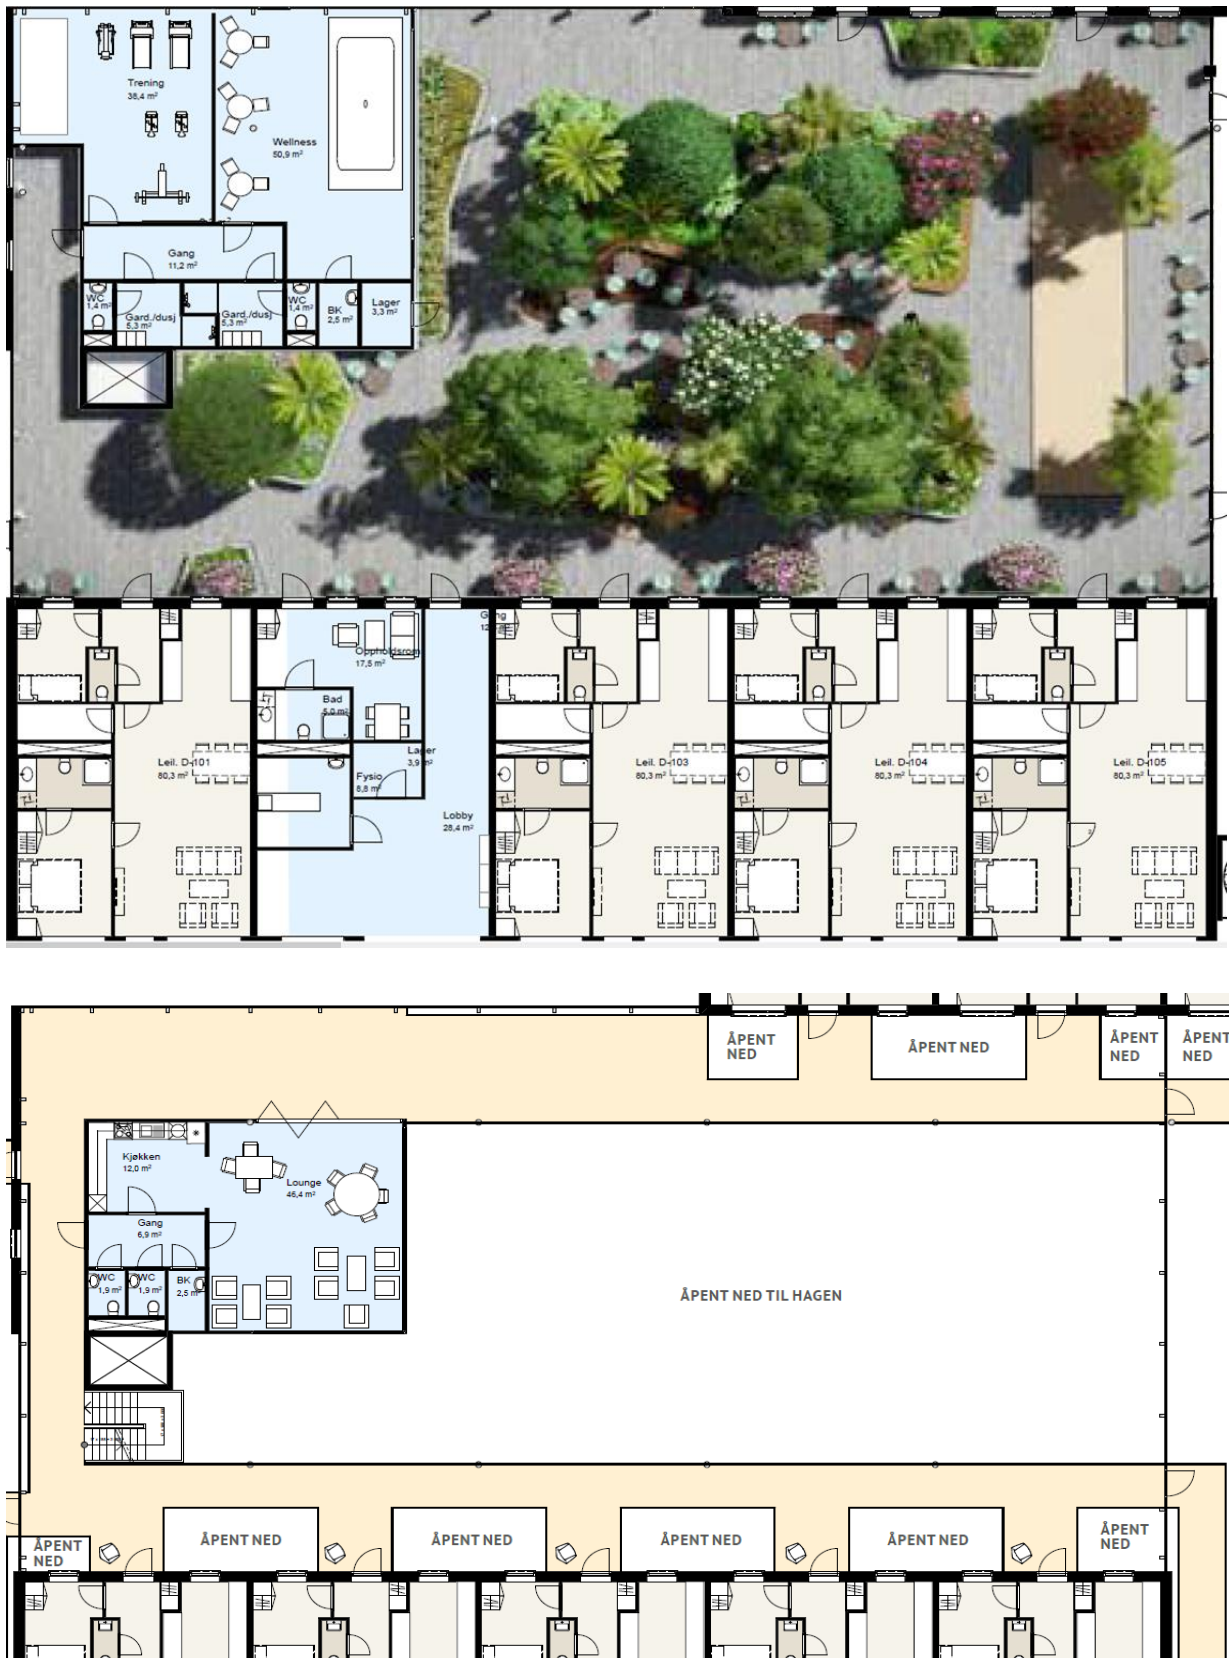 Trening
38,4 m²
Wellness
50,9 m²
Gang
11,2 m²
WC
1,4 m²
Gard./dusj
5,3 m²
Gard./dusj
5,3 m²
WC
1,4 m²
BK
2,5 m²
Lager
3,3 m²
Oppholdsrom
17,5 m²
Gang
Bad
5,0 m²
Leil. D-101
80,3 m²
Lager
3,9 m²
Fysio
8,8 m²
Lobby
28,4 m²
Leil. D-103
80,3 m²
Leil. D-104
80,3 m²
Leil. D-105
80,3 m²
ÅPENT
NED
ÅPENT NED
ÅPENT
NED
ÅPENT
NED
Kjøkken
12,0 m²
Lounge
46,4 m²
Gang
6,9 m²
WC
1,9 m²
WC
1,9 m²
BK
2,5 m²
ÅPENT NED TIL HAGEN
ÅPENT
NED
ÅPENT NED
ÅPENT NED
ÅPENT NED
ÅPENT NED
ÅPENT
NED